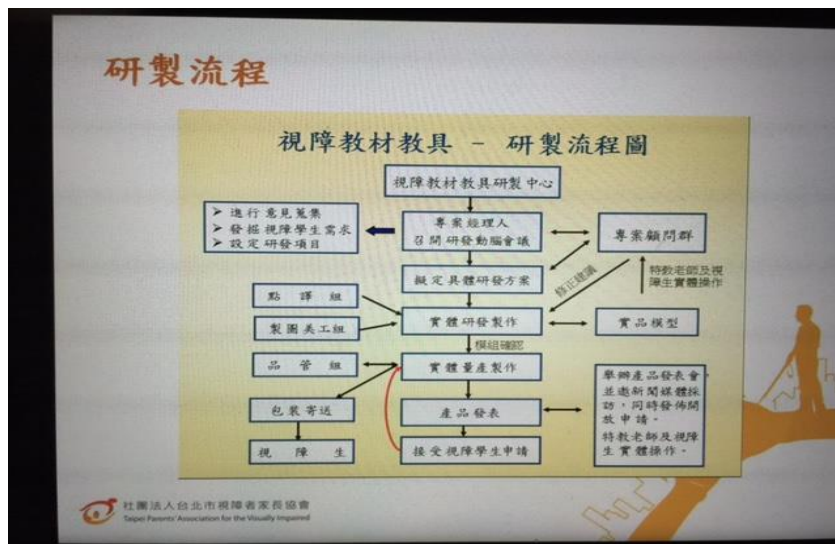 研製流程
視障教材教具 - 研製流程圖
視障教材教具研製中心
➢ 進行意見蒐集
➢ 發掘視障學生需求
➢ 設定研發項目
專案經理人
召開研發動腦會議
專案顧問群
擬定具體研發方案
修正建議
特教老師及視
障生實體操作
點譯組
製圖美工組
實體研發製作
實品模型
模組確認
品管組
實體量產製作
包裝寄送
產品發表
舉辦產品發表會，
並邀新聞媒體採
訪，同時發佈開
放申請。
特教老師及視障
生實體操作。
視障生
接受視障學生申請
社團法人台北市視障者家長協會
Taipei Parents' Association for the Visually Impaired